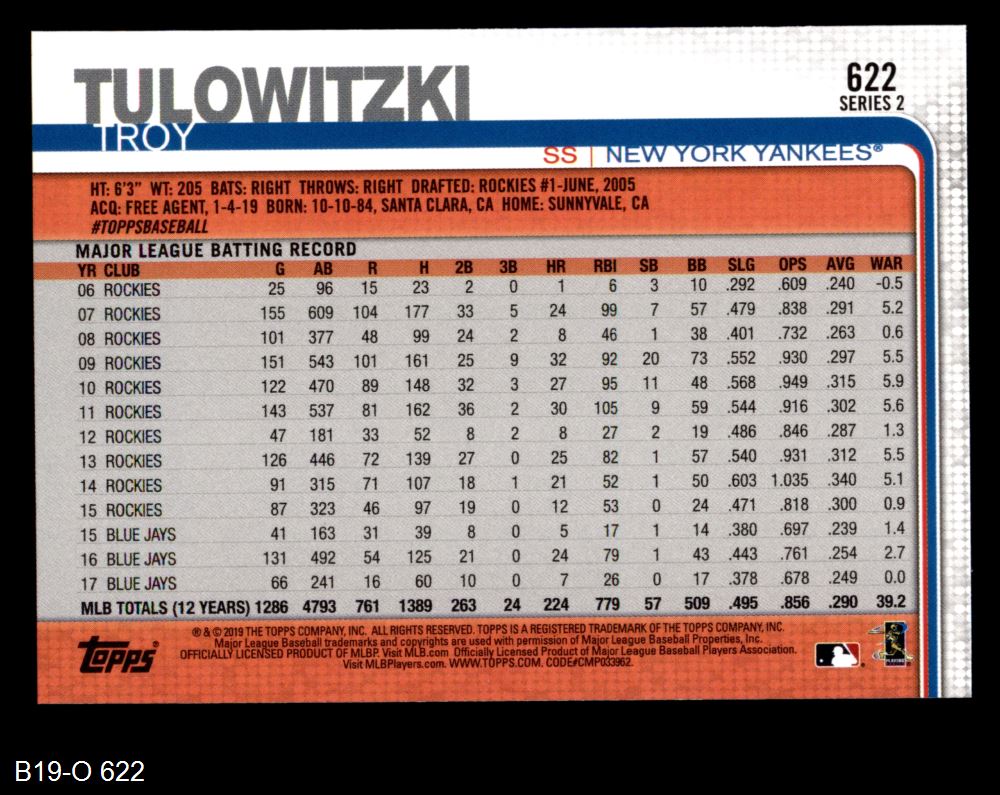 TULOWITZKI
TROY
622
SERIES 2
SS | NEW YORK YANKEES®
HT: 6'3" WT: 205 BATS: RIGHT THROWS: RIGHT DRAFTED: ROCKIES #1-JUNE, 2005
ACQ: FREE AGENT, 1-4-19 BORN: 10-10-84, SANTA CLARA, CA HOME: SUNNYVALE, CA
#TOPPSBASEBALL
MAJOR LEAGUE BATTING RECORD
YR CLUB G AB R H 2B 3B HR RBI SB BB SLG OPS AVG WAR
06 ROCKIES 25 96 15 23 2 0 1 6 3 10 .292 .609 .240 -0.5
07 ROCKIES 155 609 104 177 33 5 24 99 7 57 .479 .838 .291 5.2
08 ROCKIES 101 377 48 99 24 2 8 46 1 38 .401 .732 .263 0.6
09 ROCKIES 151 543 101 161 25 9 32 92 20 73 .552 .930 .297 5.5
10 ROCKIES 122 470 89 148 32 3 27 95 11 48 .568 .949 .315 5.9
11 ROCKIES 143 537 81 162 36 2 30 105 9 59 .544 .916 .302 5.6
12 ROCKIES 47 181 33 52 8 2 8 27 2 19 .486 .846 .287 1.3
13 ROCKIES 126 446 72 139 27 0 25 82 1 57 .540 .931 .312 5.5
14 ROCKIES 91 315 71 107 18 1 21 52 1 50 .603 1.035 .340 5.1
15 ROCKIES 87 323 46 97 19 0 12 53 0 24 .471 .818 .300 0.9
15 BLUE JAYS 41 163 31 39 8 0 5 17 1 14 .380 .697 .239 1.4
16 BLUE JAYS 131 492 54 125 21 0 24 79 1 43 .443 .761 .254 2.7
17 BLUE JAYS 66 241 16 60 10 0 7 26 0 17 .378 .678 .249 0.0
MLB TOTALS (12 YEARS) 1286 4793 761 1389 263 24 224 779 57 509 .495 .856 .290 39.2
Topps®
® & © 2019 THE TOPPS COMPANY, INC. ALL RIGHTS RESERVED. TOPPS IS A REGISTERED TRADEMARK OF THE TOPPS COMPANY, INC.
Major League Baseball trademarks and copyrights are used with permission of Major League Baseball Properties, Inc.
OFFICIALLY LICENSED PRODUCT OF MLBP. Visit MLB.com Officially Licensed Product of Major League Baseball Players Association.
Visit MLBPlayers.com. WWW.TOPPS.COM. CODE#CMP033962.
B19-O 622